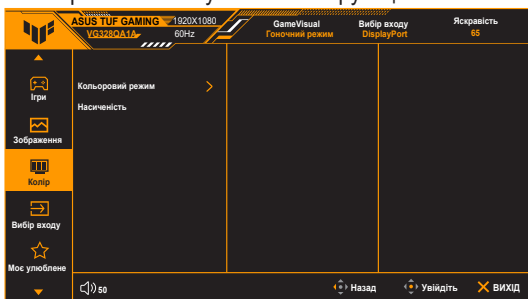 ASUS TUF GAMING
VG328QA1A
1920X1080
60Hz
GameVisual
Гоночний режим
Вибір входу
DisplayPort
Яскравість
65
Ігри
Зображення
Колір
Вибір входу
Моє улюблене
Кольоровий режим
Насиченість
50
Назад
Увійдіть
ВИХІД